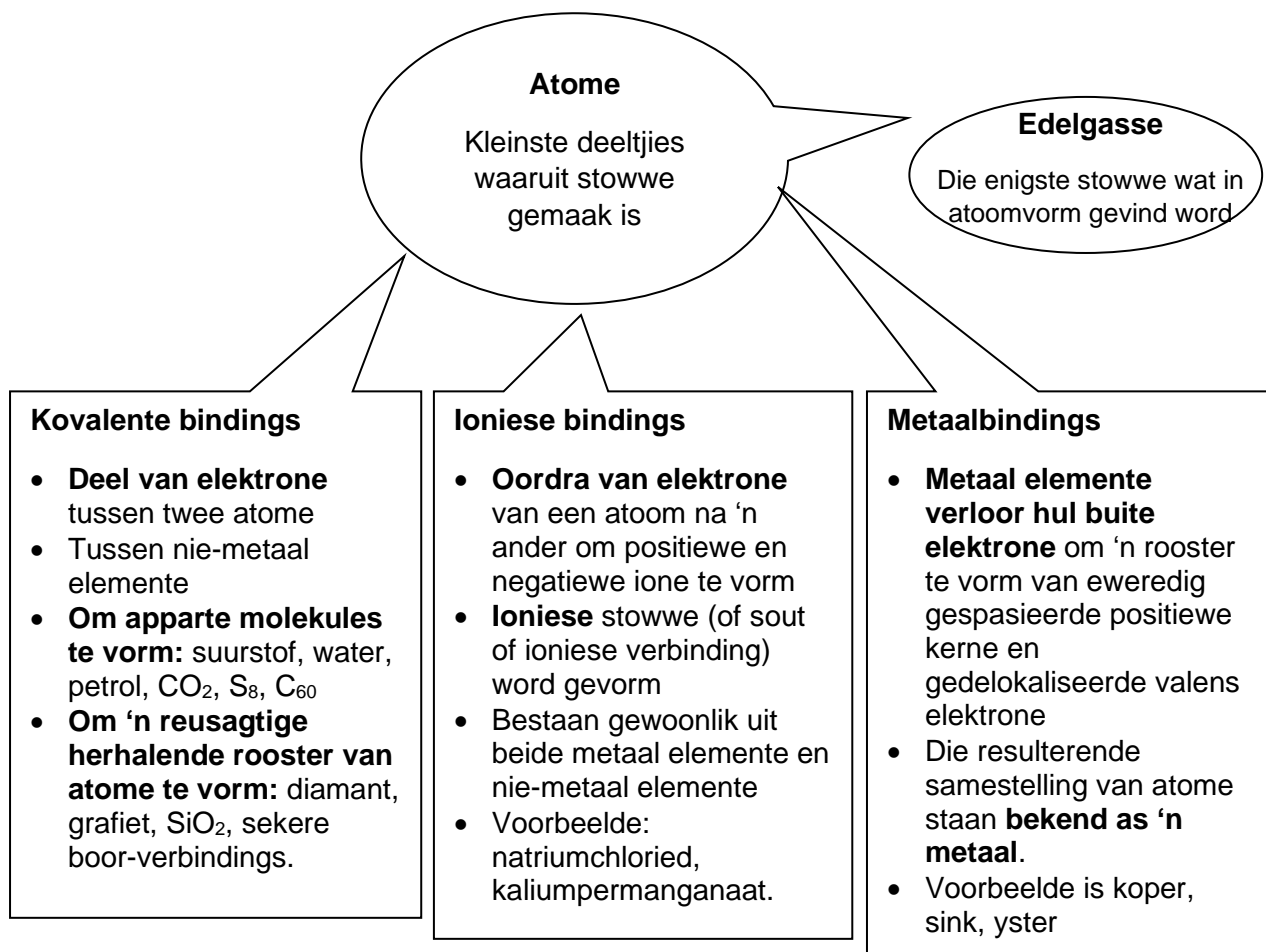 Atome
Kleinste deeltjies
waaruit stowwe
gemaak is
Edelgasse
Die enigste stowwe wat in
atoomvorm gevind word
Kovalente bindings
• Deel van elektrone
tussen twee atome
• Tussen nie-metaal
elemente
• Om apparte molekules
te vorm: suurstof, water,
petrol, CO₂, S₈, C₆₀
• Om ‘n reusagtige
herhalende rooster van
atome te vorm: diamant,
grafiet, SiO₂, sekere
boor-verbindings.
Ioniese bindings
• Oordra van elektrone
van een atoom na ‘n
ander om positiewe en
negatiewe ione te vorm
• Ioniese stowwe (of sout
of ioniese verbinding)
word gevorm
• Bestaan gewoonlik uit
beide metaal elemente en
nie-metaal elemente
• Voorbeelde:
natriumchloried,
kaliumpermanganaat.
Metaalbindings
• Metaal elemente
verloor hul buite
elektrone om ‘n rooster
te vorm van eweredig
gespasieerde positiewe
kerne en
gedelokaliseerde valens
elektrone
• Die resulterende
samestelling van atome
staan bekend as ‘n
metaal.
• Voorbeelde is koper,
sink, yster